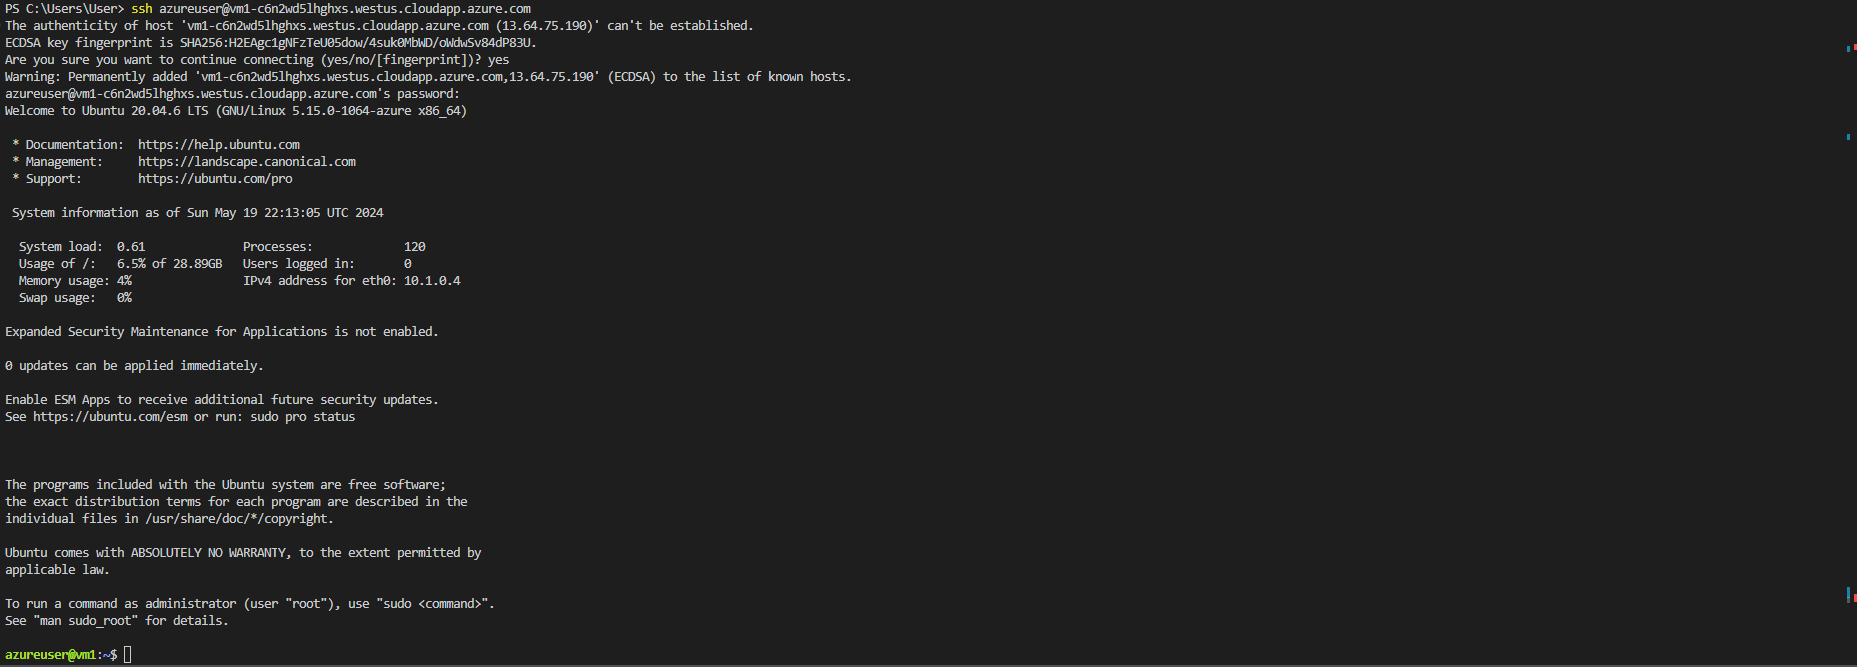 PS C:\Users\User> ssh azureuser@vm1-c6n2wd5lhghxs.westus.cloudapp.azure.com
The authenticity of host 'vm1-c6n2wd5lhghxs.westus.cloudapp.azure.com (13.64.75.190)' can't be established.
ECDSA key fingerprint is SHA256:H2EAgc1gNFzTeU05dow/4suk0MbWD/oWdwSv84dP83U.
Are you sure you want to continue connecting (yes/no/[fingerprint])? yes
Warning: Permanently added 'vm1-c6n2wd5lhghxs.westus.cloudapp.azure.com,13.64.75.190' (ECDSA) to the list of known hosts.
azureuser@vm1-c6n2wd5lhghxs.westus.cloudapp.azure.com's password:
Welcome to Ubuntu 20.04.6 LTS (GNU/Linux 5.15.0-1064-azure x86_64)
* Documentation:  https://help.ubuntu.com
* Management:     https://landscape.canonical.com
* Support:        https://ubuntu.com/pro
System information as of Sun May 19 22:13:05 UTC 2024
System load:  0.61              Processes:             120
Usage of /:   6.5% of 28.89GB   Users logged in:       0
Memory usage: 4%                IPv4 address for eth0: 10.1.0.4
Swap usage:   0%
Expanded Security Maintenance for Applications is not enabled.
0 updates can be applied immediately.
Enable ESM Apps to receive additional future security updates.
See https://ubuntu.com/esm or run: sudo pro status
The programs included with the Ubuntu system are free software;
the exact distribution terms for each program are described in the
individual files in /usr/share/doc/*/copyright.
Ubuntu comes with ABSOLUTELY NO WARRANTY, to the extent permitted by
applicable law.
To run a command as administrator (user "root"), use "sudo <command>".
See "man sudo_root" for details.
azureuser@vm1:~$